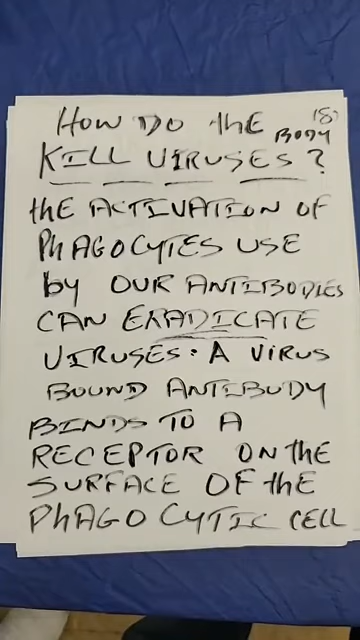 HOW DO THE BODY (8)
KILL VIRUSES?
THE ACTIVATION OF
PHAGOCYTES USE
by OUR ANTIBODIES
CAN ERADICATE
VIRUSES. A VIRUS
BOUND ANTIBODY
BINDS TO A
RECEPTOR ON THE
SURFACE OF THE
PHAGOCYTIC CELL